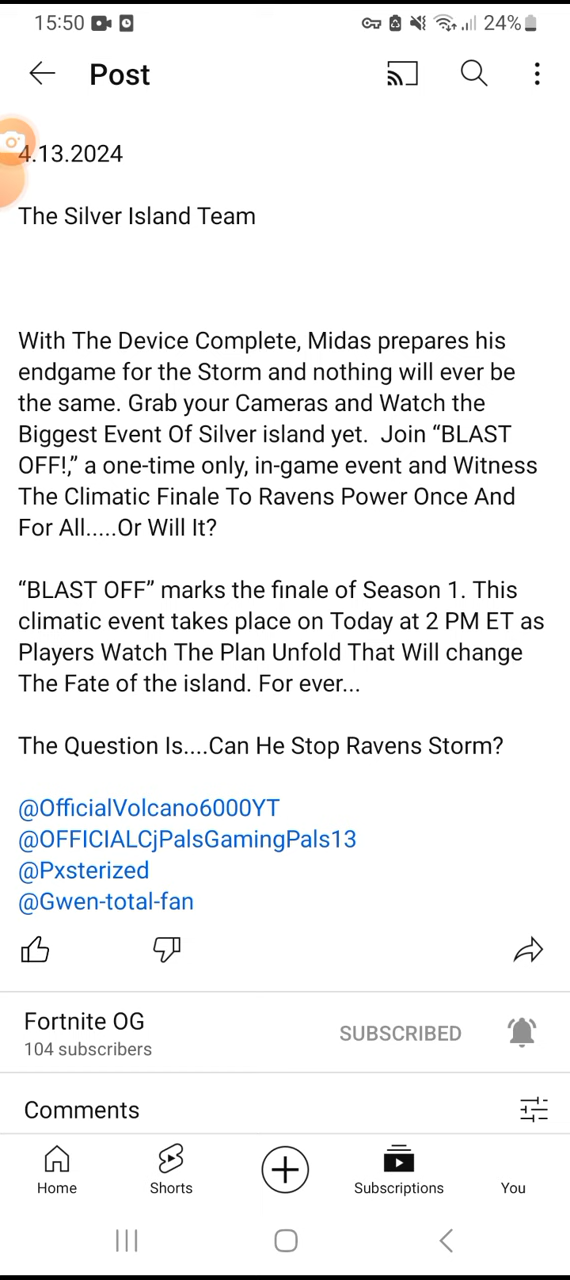 15:50
24%
Post
4.13.2024
The Silver Island Team
With The Device Complete, Midas prepares his
endgame for the Storm and nothing will ever be
the same. Grab your Cameras and Watch the
Biggest Event Of Silver island yet.  Join “BLAST
OFF!,” a one-time only, in-game event and Witness
The Climatic Finale To Ravens Power Once And
For All.....Or Will It?
“BLAST OFF” marks the finale of Season 1. This
climatic event takes place on Today at 2 PM ET as
Players Watch The Plan Unfold That Will change
The Fate of the island. For ever...
The Question Is....Can He Stop Ravens Storm?
@OfficialVolcano6000YT
@OFFICIALCjPalsGamingPals13
@Pxsterized
@Gwen-total-fan
Fortnite OG
104 subscribers
SUBSCRIBED
Comments
Home
Shorts
Subscriptions
You